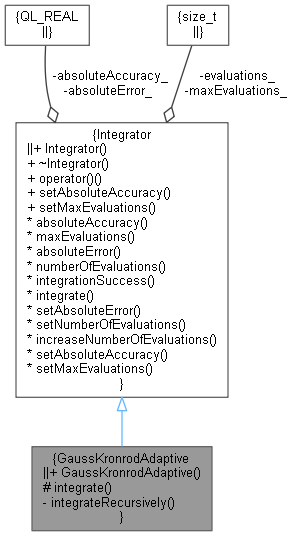 {QL_REAL
||}
{size_t
||}
-absoluteAccuracy_
-absoluteError_
-evaluations_
-maxEvaluations_
{Integrator
||+ Integrator()
+ ~Integrator()
+ operator()()
+ setAbsoluteAccuracy()
+ setMaxEvaluations()
* absoluteAccuracy()
* maxEvaluations()
* absoluteError()
* numberOfEvaluations()
* integrationSuccess()
* integrate()
* setAbsoluteError()
* setNumberOfEvaluations()
* increaseNumberOfEvaluations()
* setAbsoluteAccuracy()
* setMaxEvaluations()
}
{GaussKronrodAdaptive
||+ GaussKronrodAdaptive()
# integrate()
- integrateRecursively()
}